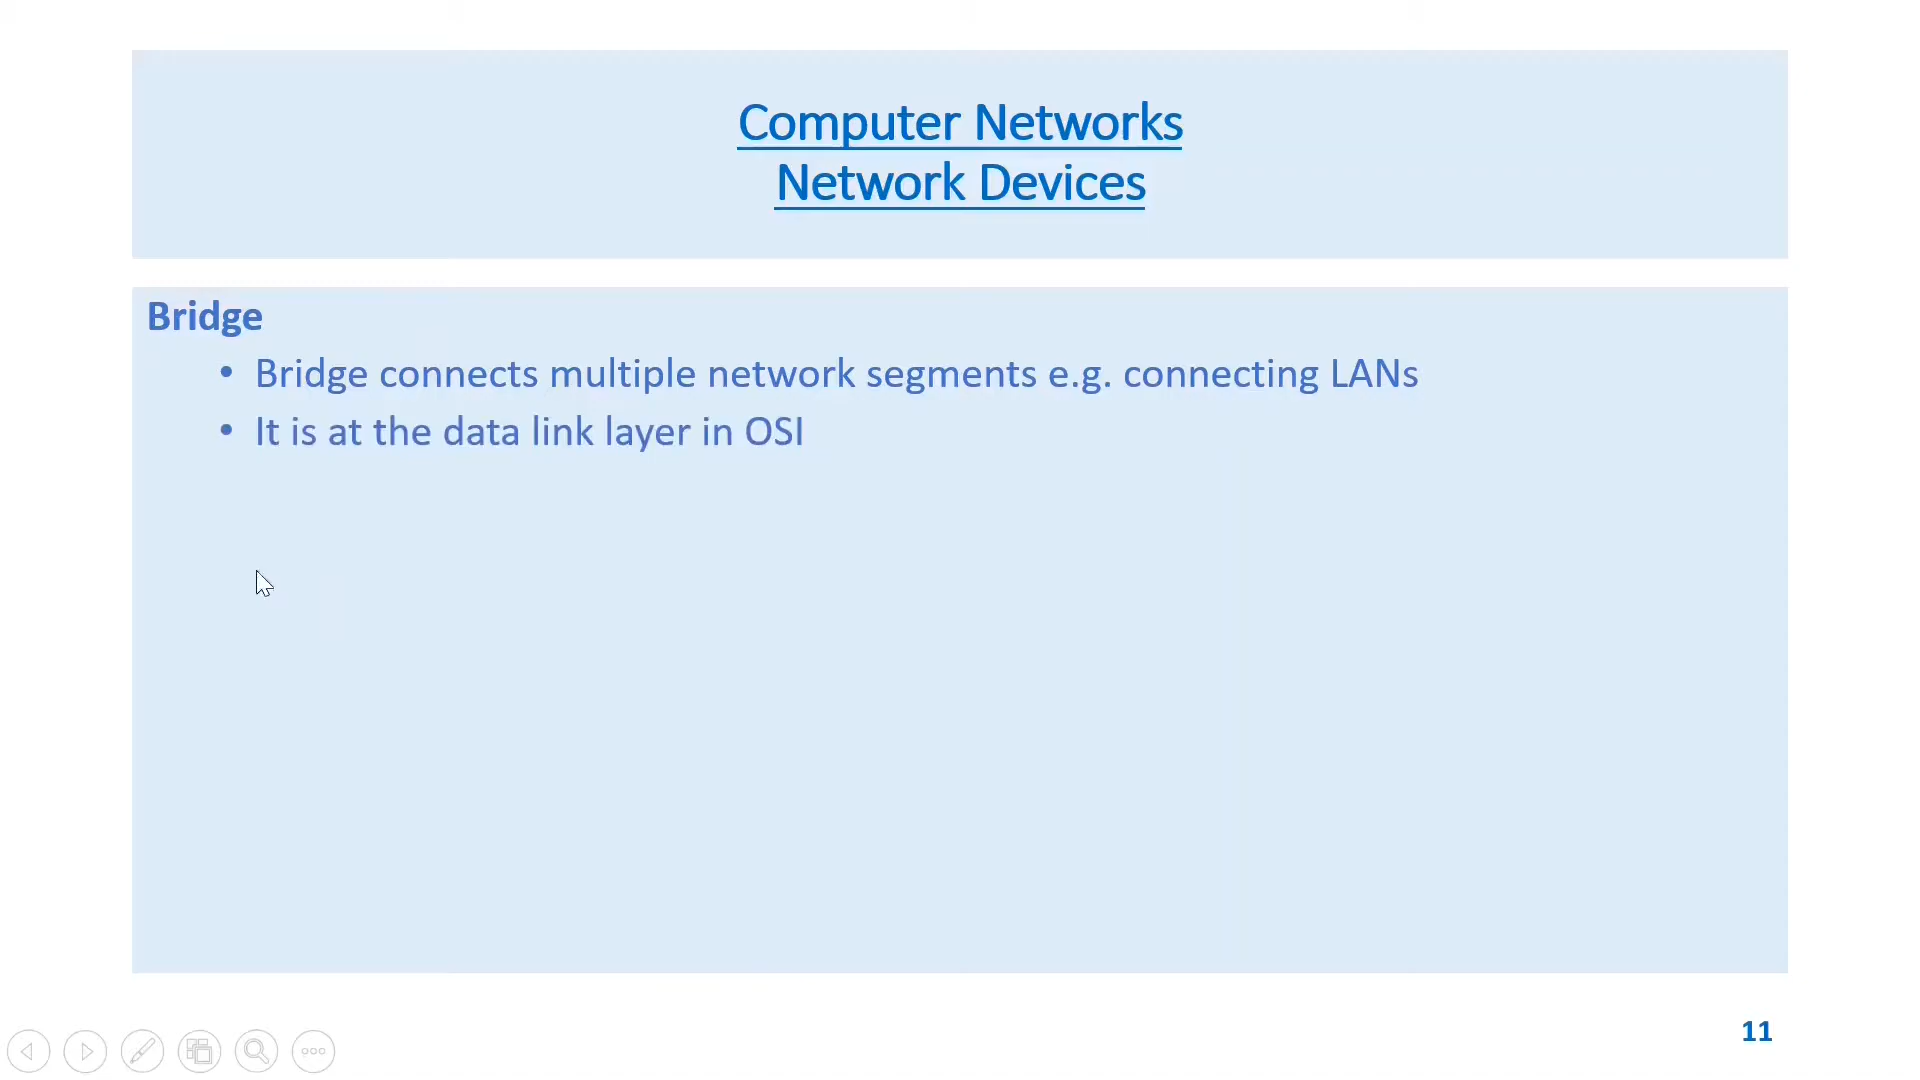 Computer Networks
Network Devices
Bridge
• Bridge connects multiple network segments e.g. connecting LANs
• It is at the data link layer in OSI
11